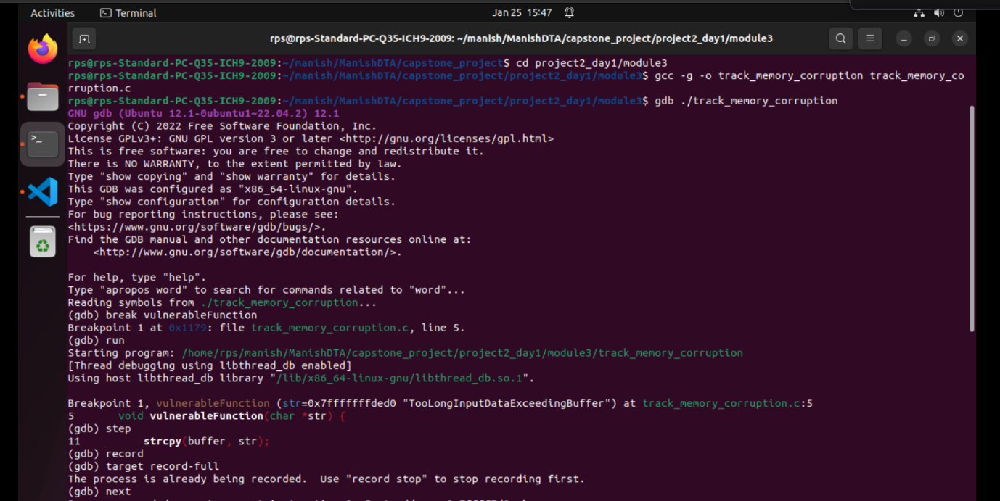 Activities
Terminal
Jan 25 15:47
rps@rps-Standard-PC-Q35-ICH9-2009: ~/manish/ManishDTA/capstone_project/project2_day1/module3
rps@rps-Standard-PC-Q35-ICH9-2009:~/manish/ManishDTA/capstone_project$ cd project2_day1/module3
rps@rps-Standard-PC-Q35-ICH9-2009:~/manish/ManishDTA/capstone_project/project2_day1/module3$ gcc -g -o track_memory_corruption track_memory_co
rruption.c
rps@rps-Standard-PC-Q35-ICH9-2009:~/manish/ManishDTA/capstone_project/project2_day1/module3$ gdb ./track_memory_corruption
GNU gdb (Ubuntu 12.1-0ubuntu1~22.04.2) 12.1
Copyright (C) 2022 Free Software Foundation, Inc.
License GPLv3+: GNU GPL version 3 or later <http://gnu.org/licenses/gpl.html>
This is free software: you are free to change and redistribute it.
There is NO WARRANTY, to the extent permitted by law.
Type "show copying" and "show warranty" for details.
This GDB was configured as "x86_64-linux-gnu".
Type "show configuration" for configuration details.
For bug reporting instructions, please see:
<https://www.gnu.org/software/gdb/bugs/>.
Find the GDB manual and other documentation resources online at:
    <http://www.gnu.org/software/gdb/documentation/>.
For help, type "help".
Type "apropos word" to search for commands related to "word"...
Reading symbols from ./track_memory_corruption...
(gdb) break vulnerableFunction
Breakpoint 1 at 0x1179: file track_memory_corruption.c, line 5.
(gdb) run
Starting program: /home/rps/manish/ManishDTA/capstone_project/project2_day1/module3/track_memory_corruption
[Thread debugging using libthread_db enabled]
Using host libthread_db library "/lib/x86_64-linux-gnu/libthread_db.so.1".
Breakpoint 1, vulnerableFunction (str=0x7fffffffded0 "TooLongInputDataExceedingBuffer") at track_memory_corruption.c:5
5       void vulnerableFunction(char *str) {
(gdb) step
11          strcpy(buffer, str);
(gdb) record
(gdb) target record-full
The process is already being recorded.  Use "record stop" to stop recording first.
(gdb) next